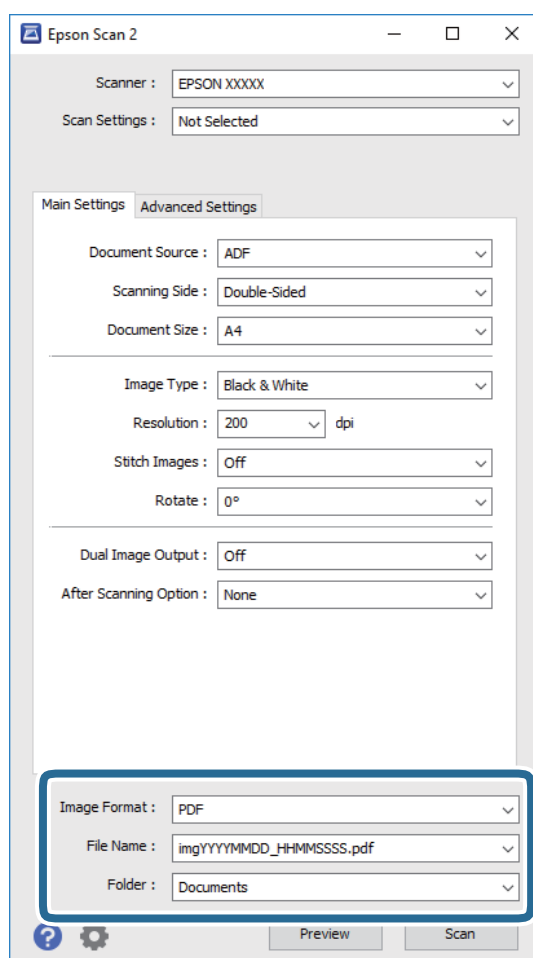 Epson Scan 2
Scanner : EPSON XXXXX
Scan Settings : Not Selected
Main Settings Advanced Settings
Document Source : ADF
Scanning Side : Double-Sided
Document Size : A4
Image Type : Black & White
Resolution : 200 dpi
Stitch Images : Off
Rotate : 0°
Dual Image Output : Off
After Scanning Option : None
Image Format : PDF
File Name : imgYYYYMMDD_HHMMSSSS.pdf
Folder : Documents
? Preview Scan